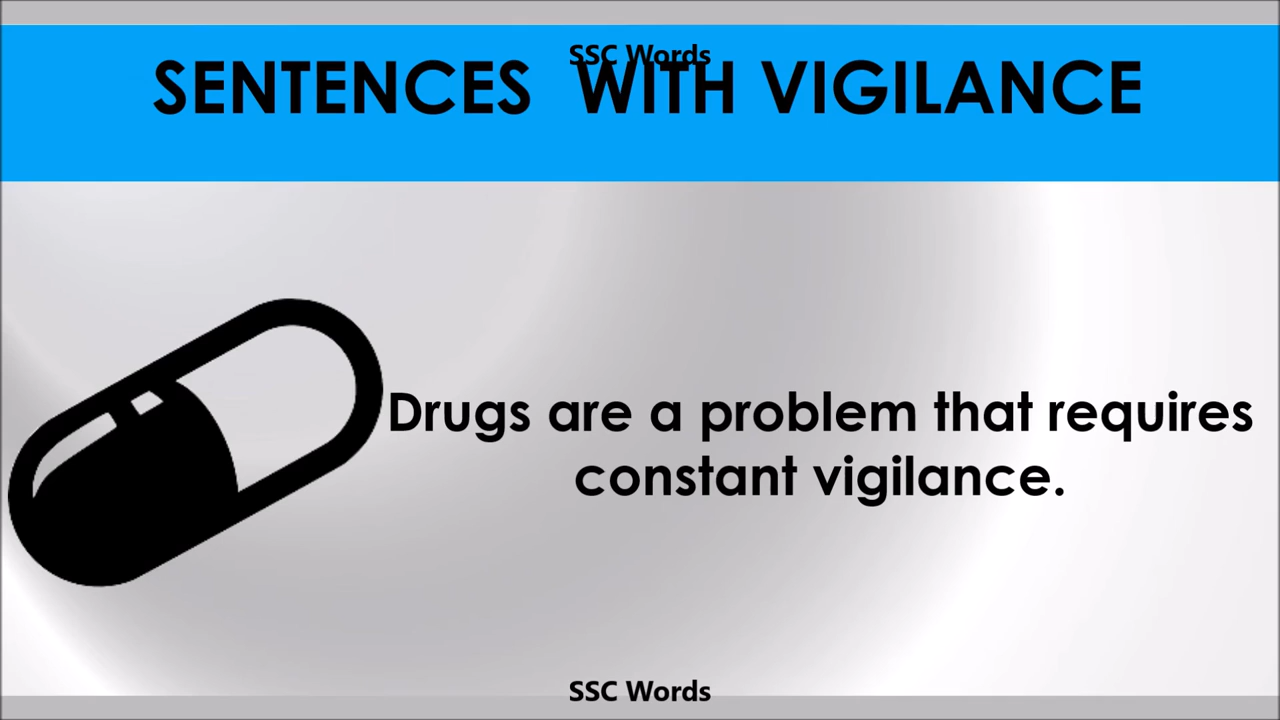 SSC Words
SENTENCES WITH VIGILANCE
Drugs are a problem that requires
constant vigilance.
SSC Words